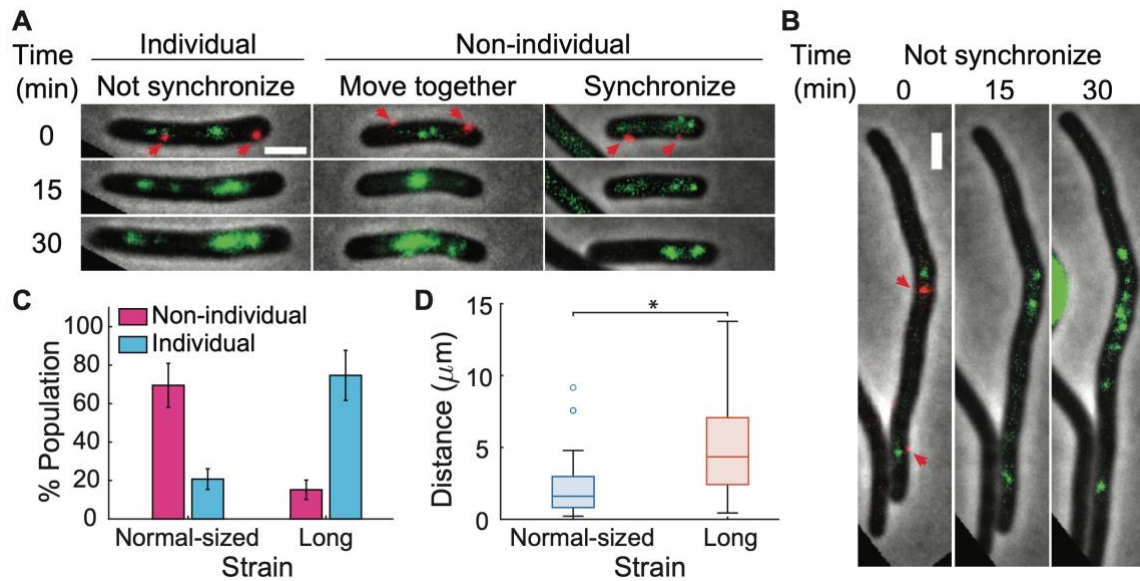 A
Individual
Non-individual
Time
(min)
Not synchronize
Move together
Synchronize
0
15
30
B
Time
(min)
Not synchronize
0
15
30
C
Non-individual
Individual
% Population
100
80
60
40
20
0
Normal-sized
Long
Strain
D
*
Distance (μm)
15
10
5
0
Normal-sized
Long
Strain